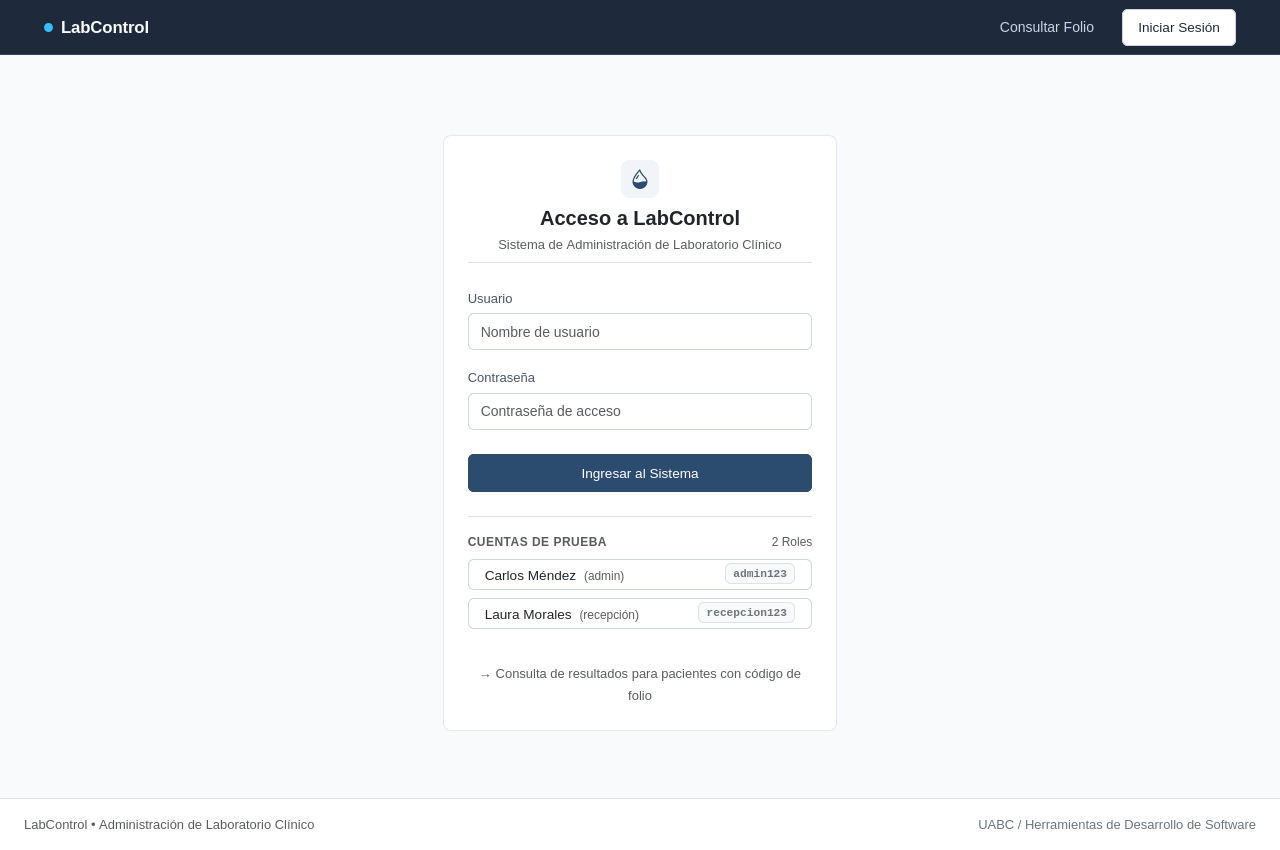 LabControl
Consultar Folio
Iniciar Sesión
Acceso a LabControl
Sistema de Administración de Laboratorio Clínico
Usuario
Nombre de usuario
Contraseña
Contraseña de acceso
Ingresar al Sistema
CUENTAS DE PRUEBA 2 Roles
Carlos Méndez (admin) admin123
Laura Morales (recepción) recepcion123
→ Consulta de resultados para pacientes con código de
folio
LabControl • Administración de Laboratorio Clínico
UABC / Herramientas de Desarrollo de Software